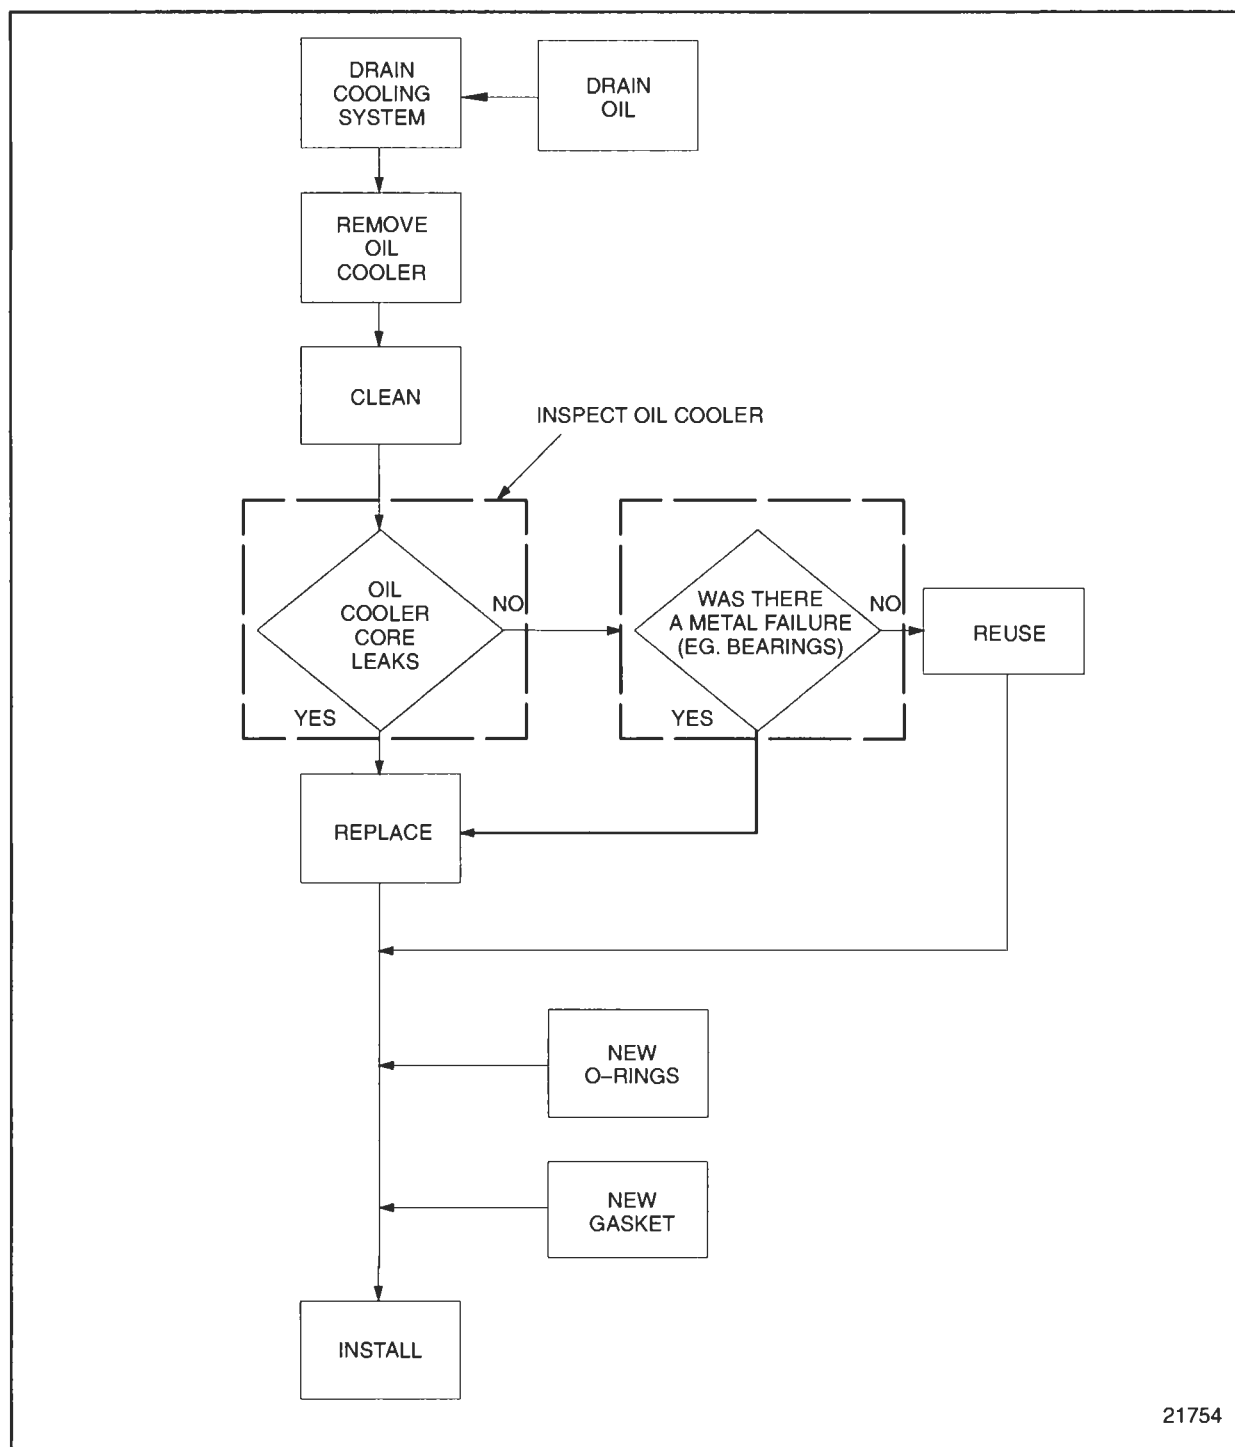 DRAIN
COOLING
SYSTEM
DRAIN
OIL
REMOVE
OIL
COOLER
CLEAN
INSPECT OIL COOLER
OIL
COOLER
CORE
LEAKS
NO
YES
WAS THERE
A METAL FAILURE
(EG. BEARINGS)
NO
YES
REUSE
REPLACE
NEW
O–RINGS
NEW
GASKET
INSTALL
21754